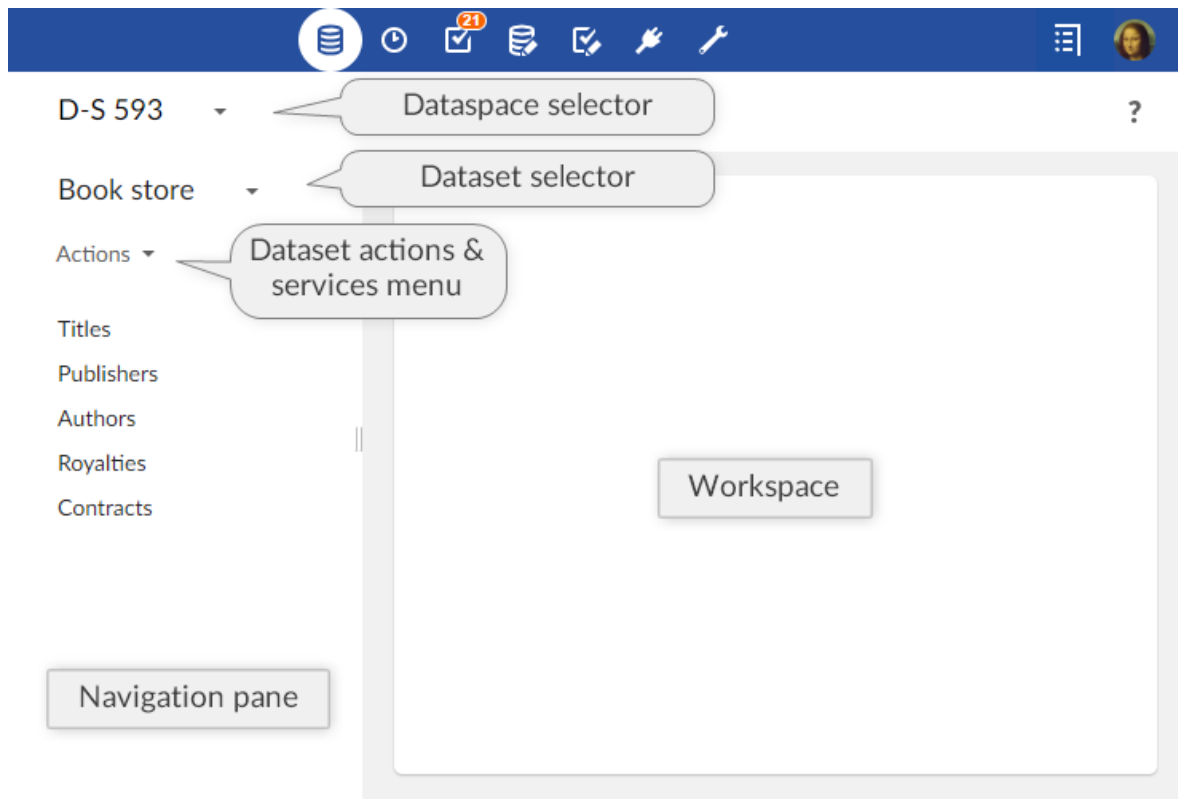 21
D-S 593
Dataspace selector
?
Book store
Dataset selector
Actions
Dataset actions &
services menu
Titles
Publishers
Authors
Royalties
Contracts
Workspace
Navigation pane